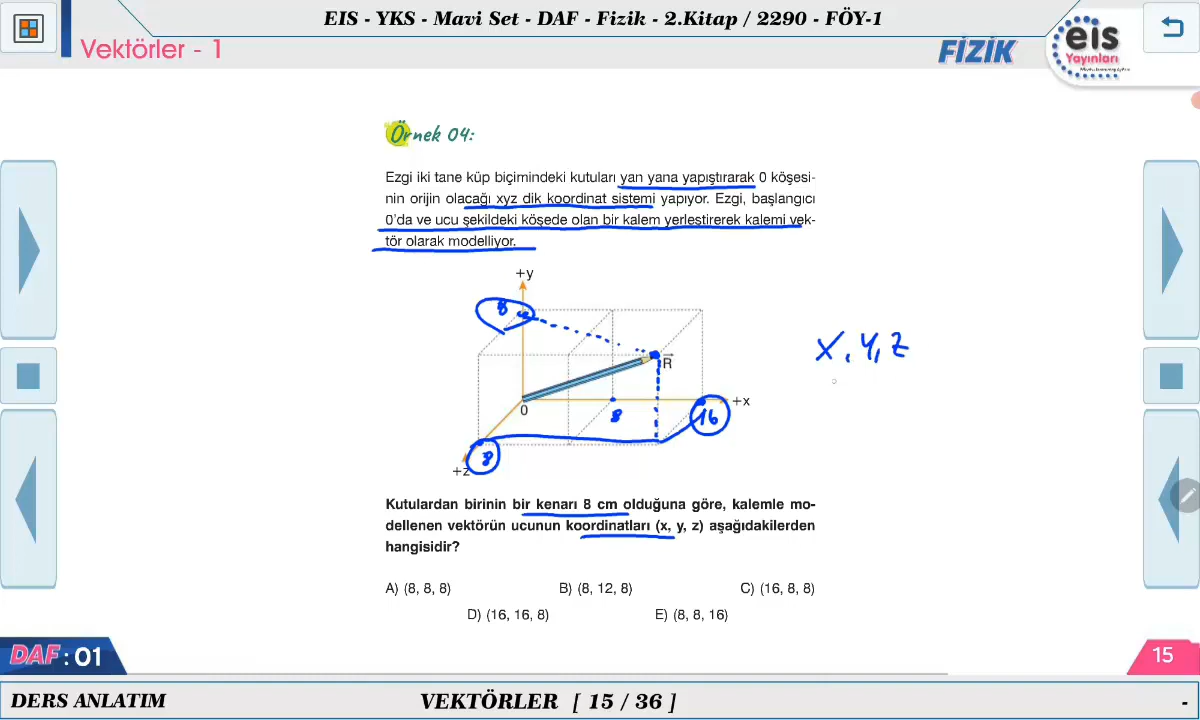 EIS - YKS - Mavi Set - DAF - Fizik - 2.Kitap / 2290 - FÖY-1
Vektörler - 1
FİZİK
eis
Yayınları
Örnek 04:
Ezgi iki tane küp biçimindeki kutuları yan yana yapıştırarak 0 köşesi-
nin orijin olacağı xyz dik koordinat sistemi yapıyor. Ezgi, başlangıcı
0'da ve ucu şekildeki köşede olan bir kalem yerleştirerek kalemi vek-
tör olarak modelliyor.
+y
8
R
x, y, z
0
+x
8
16
8
+z
Kutulardan birinin bir kenarı 8 cm olduğuna göre, kalemle mo-
dellenen vektörün ucunun koordinatları (x, y, z) aşağıdakilerden
hangisidir?
A) (8, 8, 8) B) (8, 12, 8) C) (16, 8, 8)
D) (16, 16, 8) E) (8, 8, 16)
DAF : 01
15
DERS ANLATIM VEKTÖRLER [ 15 / 36 ] -